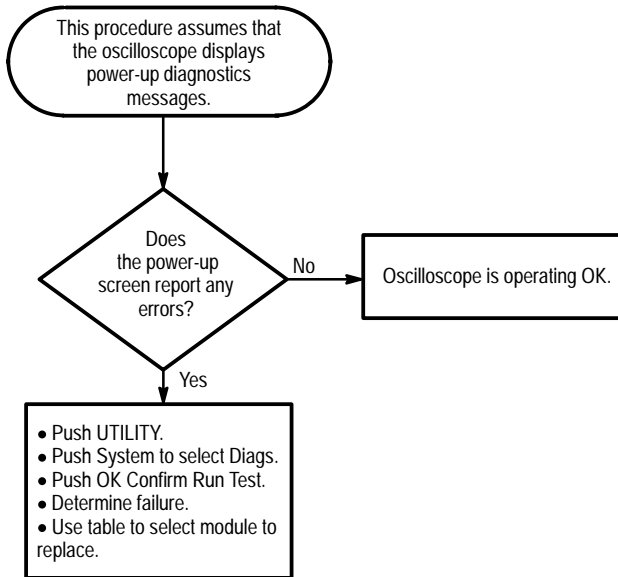 This procedure assumes that
the oscilloscope displays
power-up diagnostics
messages.
Does
the power-up
screen report any
errors?
No
Oscilloscope is operating OK.
Yes
● Push UTILITY.
● Push System to select Diags.
● Push OK Confirm Run Test.
● Determine failure.
● Use table to select module to
replace.